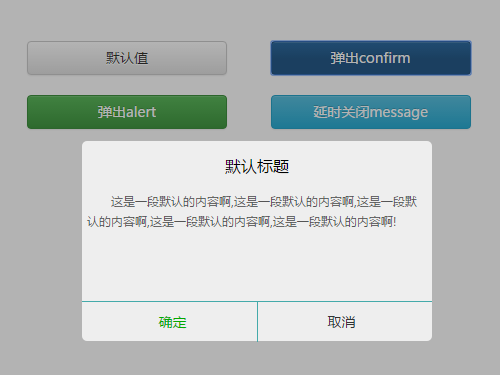 默认值
弹出confirm
弹出alert
延时关闭message
默认标题
这是一段默认的内容啊,这是一段默认的内容啊,这是一段默
认的内容啊,这是一段默认的内容啊,这是一段默认的内容啊!
确定
取消